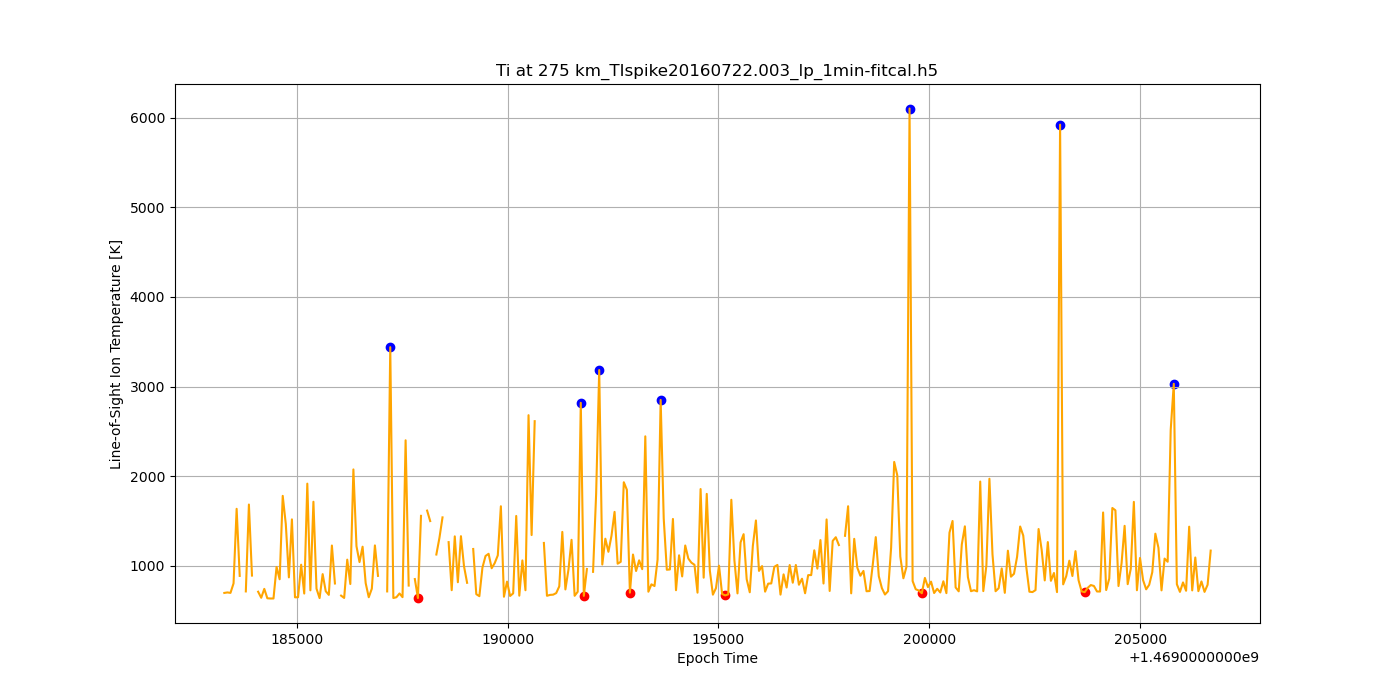 Ti at 275 km_TIspike20160722.003_lp_1min-fitcal.h5
Line-of-Sight Ion Temperature [K]
6000
5000
4000
3000
2000
1000
185000 190000 195000 200000 205000
Epoch Time
+1.4690000000e9